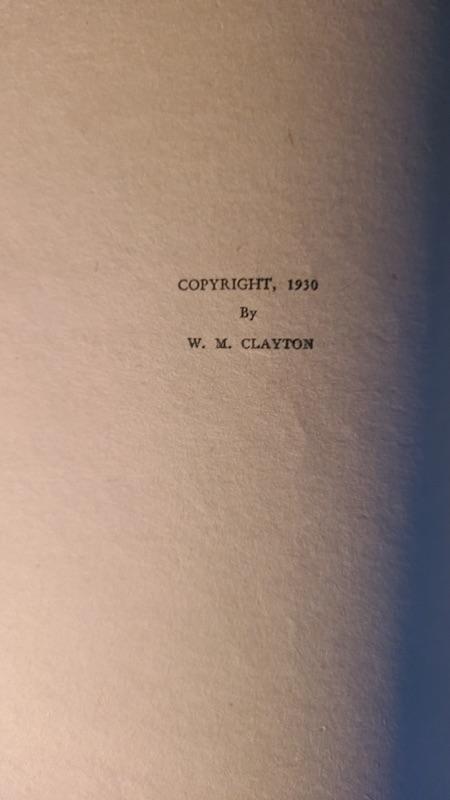 COPYRIGHT, 1930
By
W. M. CLAYTON